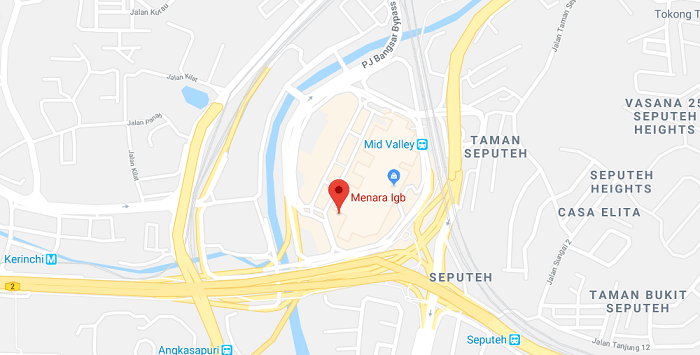 Jalan Kurau
Tokong T
PJ Bangsar Bypass
Jalan Taman Sep
Jalan Kilat
VASANA 25
SEPUTEH
HEIGHTS
Jalan
Mid Valley
TAMAN
SEPUTEH
Jalan Kilat
SEPUTEH
HEIGHTS
Menara Igb
CASA ELITA
Kerinchi M
Jalan Sungai 2
2
SEPUTEH
TAMAN BUKIT
SEPUTEH
Seputeh
Angkasapuri
Jalan Tanjung 12